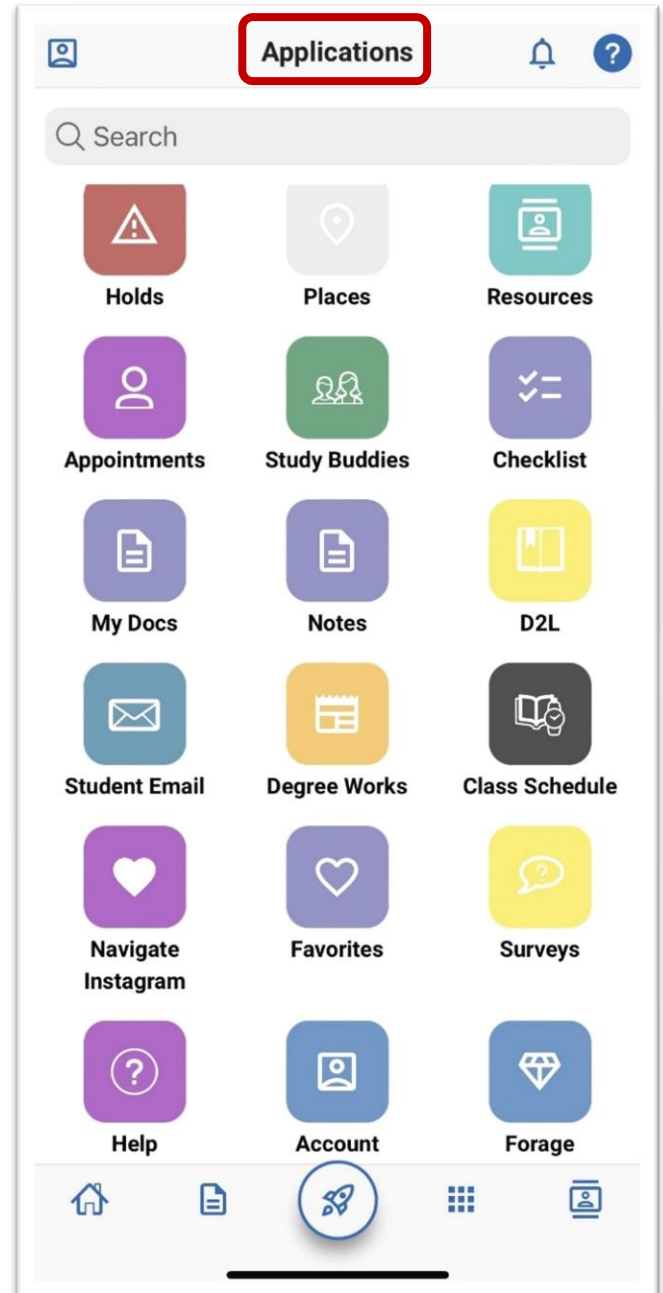 Applications
?
Search
Holds Places Resources
Appointments Study Buddies Checklist
My Docs Notes D2L
Student Email Degree Works Class Schedule
Navigate Favorites Surveys
Instagram
Help Account Forage